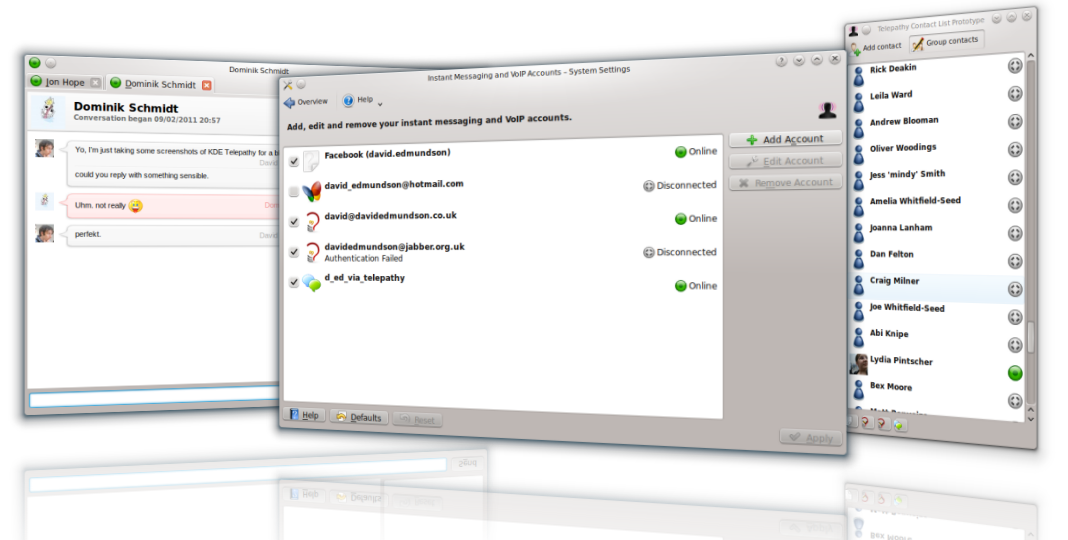 Dominik Schmidt
Jon Hope
Dominik Schmidt
Dominik Schmidt
Conversation began 09/02/2011 20:57
Yo, I'm just taking some screenshots of KDE Telepathy for a b
David
could you reply with something sensible.
Uhm. not really
Dom
perfekt.
David
Instant Messaging and VoIP Accounts – System Settings
Overview
Help
Add, edit and remove your instant messaging and VoIP accounts.
Facebook (david.edmundson)
Online
david_edmundson@hotmail.com
Disconnected
david@davidedmundson.co.uk
Online
davidedmundson@jabber.org.uk
Authentication Failed
Disconnected
d_ed_via_telepathy
Online
Add Account
Edit Account
Remove Account
Help
Defaults
Reset
Apply
Telepathy Contact List Prototype
Add contact
Group contacts
Rick Deakin
Leila Ward
Andrew Blooman
Oliver Woodings
Jess 'mindy' Smith
Amelia Whitfield-Seed
Joanna Lanham
Dan Felton
Craig Milner
Joe Whitfield-Seed
Abi Knipe
Lydia Pintscher
Bex Moore